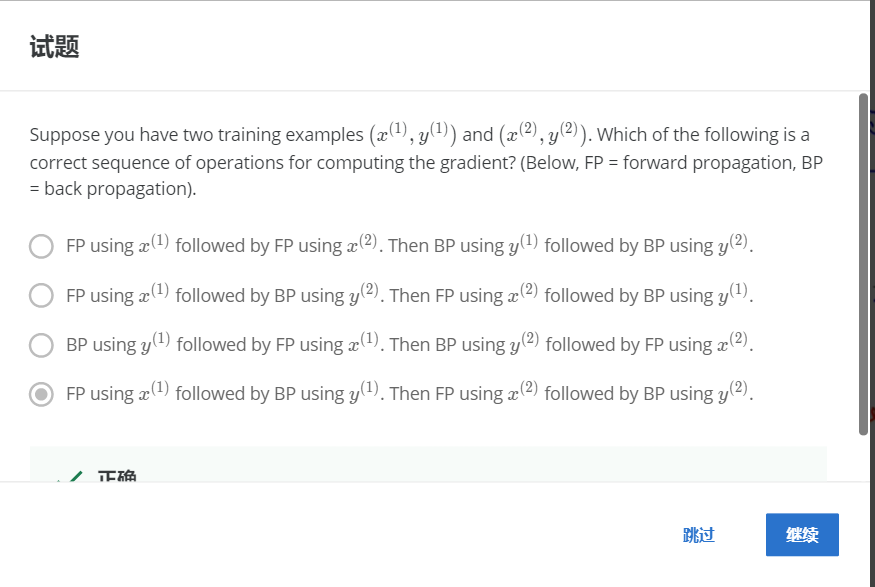 试题
Suppose you have two training examples (x^(1), y^(1)) and (x^(2), y^(2)). Which of the following is a
correct sequence of operations for computing the gradient? (Below, FP = forward propagation, BP
= back propagation).
FP using x^(1) followed by FP using x^(2). Then BP using y^(1) followed by BP using y^(2).
FP using x^(1) followed by BP using y^(2). Then FP using x^(2) followed by BP using y^(1).
BP using y^(1) followed by FP using x^(1). Then BP using y^(2) followed by FP using x^(2).
FP using x^(1) followed by BP using y^(1). Then FP using x^(2) followed by BP using y^(2).
正确
跳过 继续